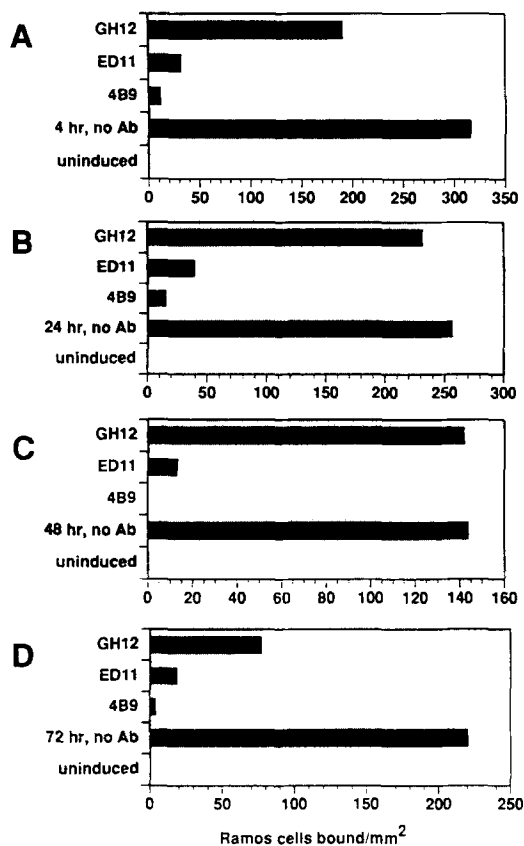 A
GH12
ED11
4B9
4 hr, no Ab
uninduced
0 50 100 150 200 250 300 350
B
GH12
ED11
4B9
24 hr, no Ab
uninduced
0 50 100 150 200 250 300
C
GH12
ED11
4B9
48 hr, no Ab
uninduced
0 20 40 60 80 100 120 140 160
D
GH12
ED11
4B9
72 hr, no Ab
uninduced
0 50 100 150 200 250
Ramos cells bound/mm²